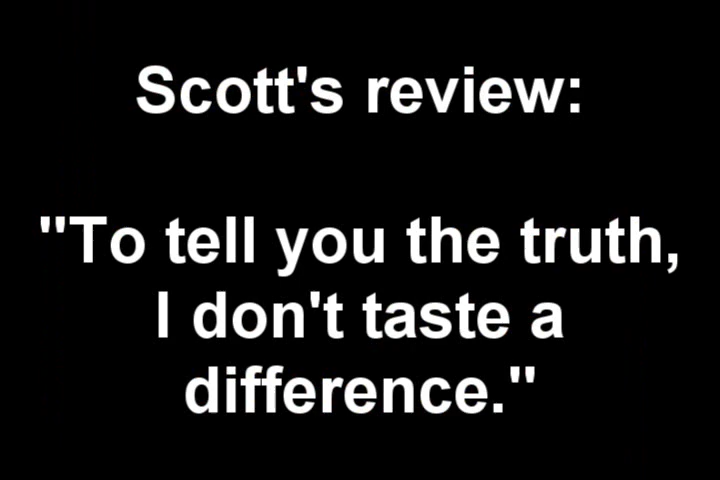 Scott's review:
"To tell you the truth,
I don't taste a
difference."